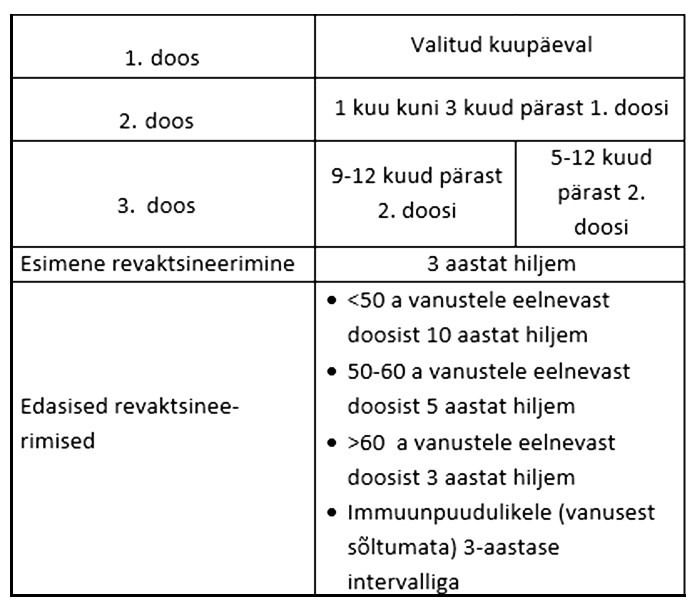 1. doos
Valitud kuupäeval
2. doos
1 kuu kuni 3 kuud pärast 1. doosi
3. doos
9-12 kuud pärast
2. doosi
5-12 kuud
pärast 2.
doosi
Esimene revaktsineerimine
3 aastat hiljem
Edasised revaktsinee-
rimised
• <50 a vanustele eelnevast
doosist 10 aastat hiljem
• 50-60 a vanustele eelnevast
doosist 5 aastat hiljem
• >60 a vanustele eelnevast
doosist 3 aastat hiljem
• Immuunpuudulikele (vanusest
sõltumata) 3-aastase
intervalliga